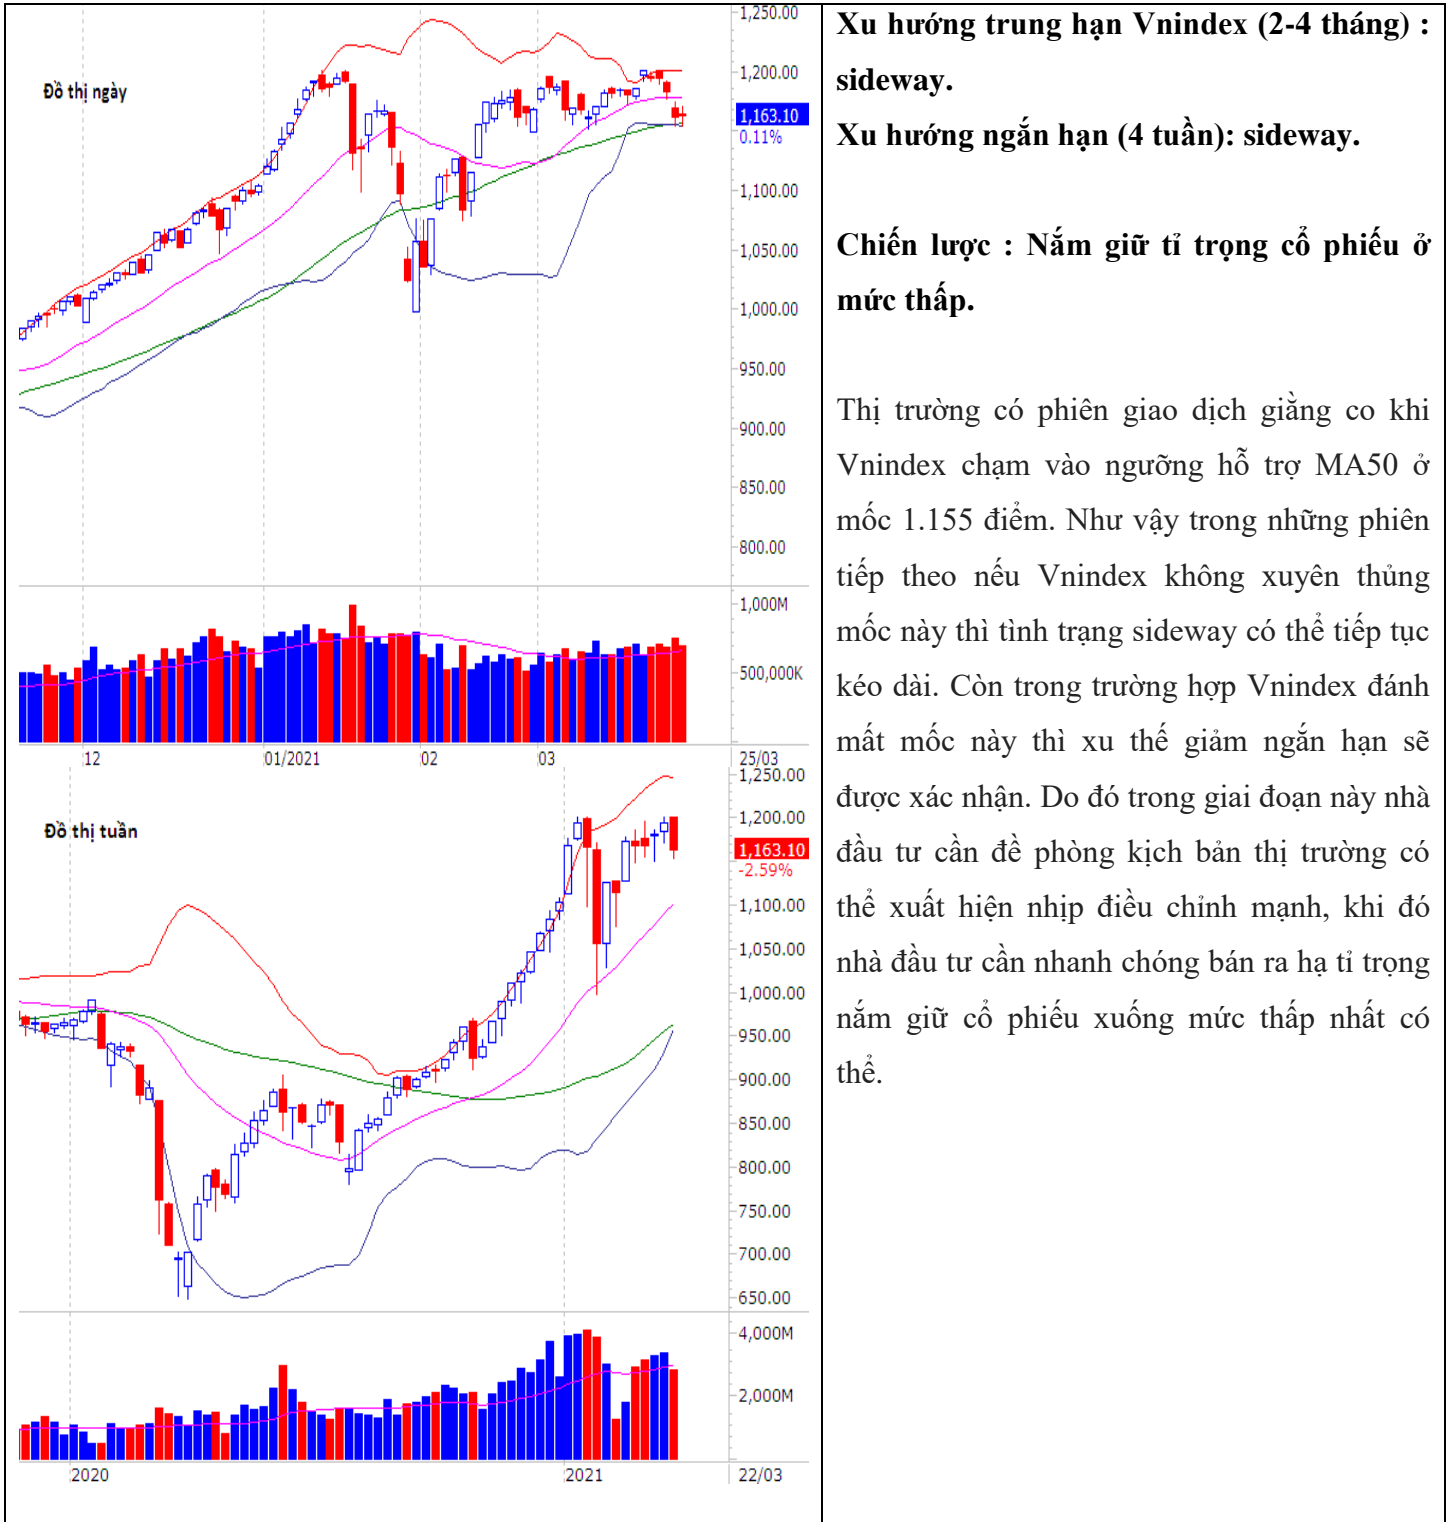 1,250.00
Đồ thị ngày
1,200.00
1,163.10
0.11%
1,100.00
1,050.00
1,000.00
950.00
900.00
850.00
800.00
1,000M
500,000K
12
01/2021
02
03
25/03
1,250.00
Đồ thị tuần
1,200.00
1,163.10
-2.59%
1,100.00
1,050.00
1,000.00
950.00
900.00
850.00
800.00
750.00
700.00
650.00
4,000M
2,000M
2020
2021
22/03
Xu hướng trung hạn Vnindex (2-4 tháng) :
sideway.
Xu hướng ngắn hạn (4 tuần): sideway.
Chiến lược : Nắm giữ tỉ trọng cổ phiếu ở
mức thấp.
Thị trường có phiên giao dịch giằng co khi
Vnindex chạm vào ngưỡng hỗ trợ MA50 ở
mốc 1.155 điểm. Như vậy trong những phiên
tiếp theo nếu Vnindex không xuyên thủng
mốc này thì tình trạng sideway có thể tiếp tục
kéo dài. Còn trong trường hợp Vnindex đánh
mất mốc này thì xu thế giảm ngắn hạn sẽ
được xác nhận. Do đó trong giai đoạn này nhà
đầu tư cần đề phòng kịch bản thị trường có
thể xuất hiện nhịp điều chỉnh mạnh, khi đó
nhà đầu tư cần nhanh chóng bán ra hạ tỉ trọng
nắm giữ cổ phiếu xuống mức thấp nhất có
thể.